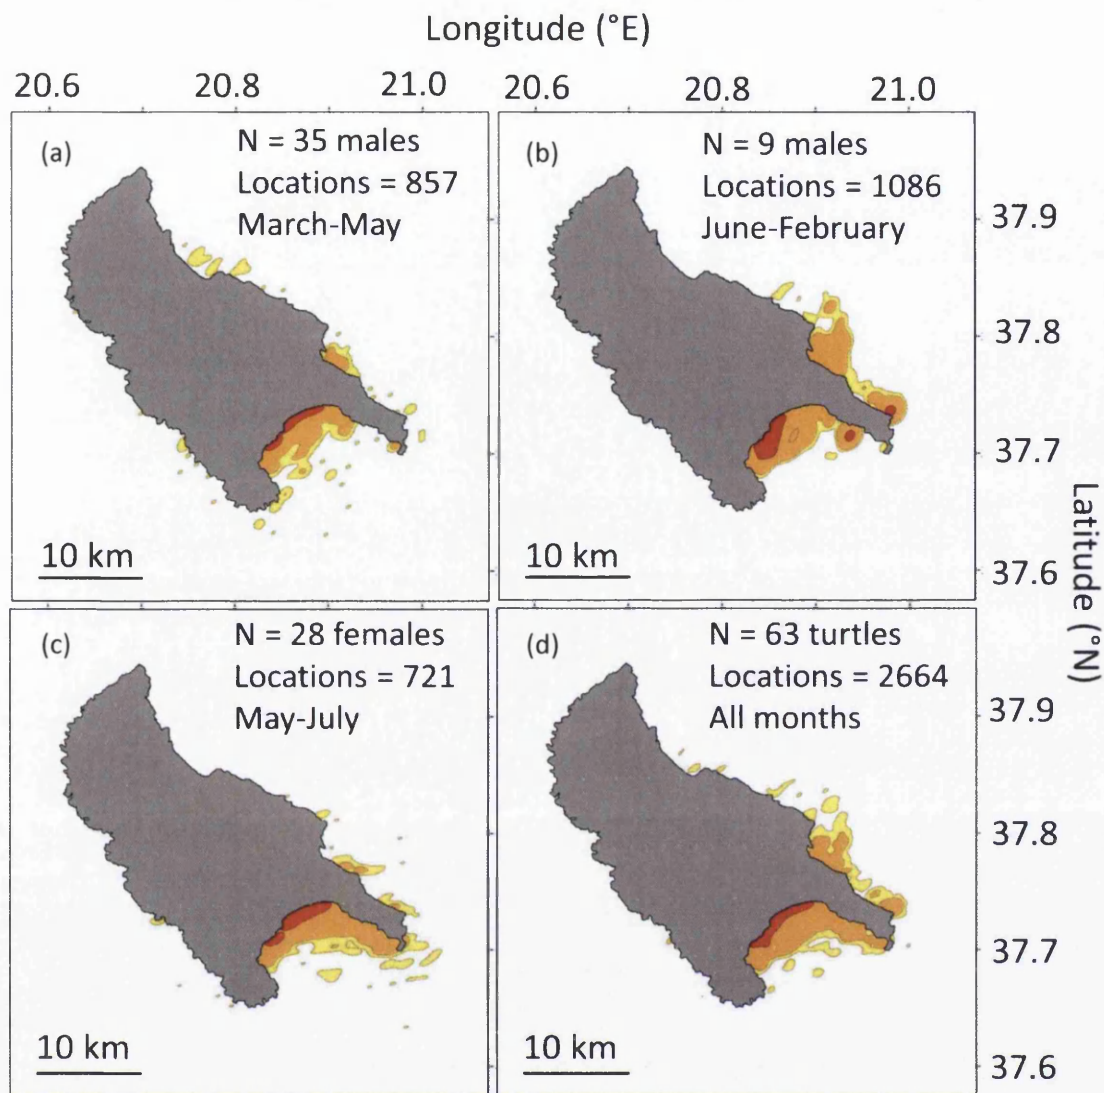 Longitude (°E)
20.6 20.8 21.0 20.6 20.8 21.0
(a)
N = 35 males
Locations = 857
March-May
10 km
(b)
N = 9 males
Locations = 1086
June-February
10 km
37.9
37.8
37.7
37.6
(c)
N = 28 females
Locations = 721
May-July
10 km
(d)
N = 63 turtles
Locations = 2664
All months
10 km
37.9
37.8
37.7
37.6
Latitude (°N)